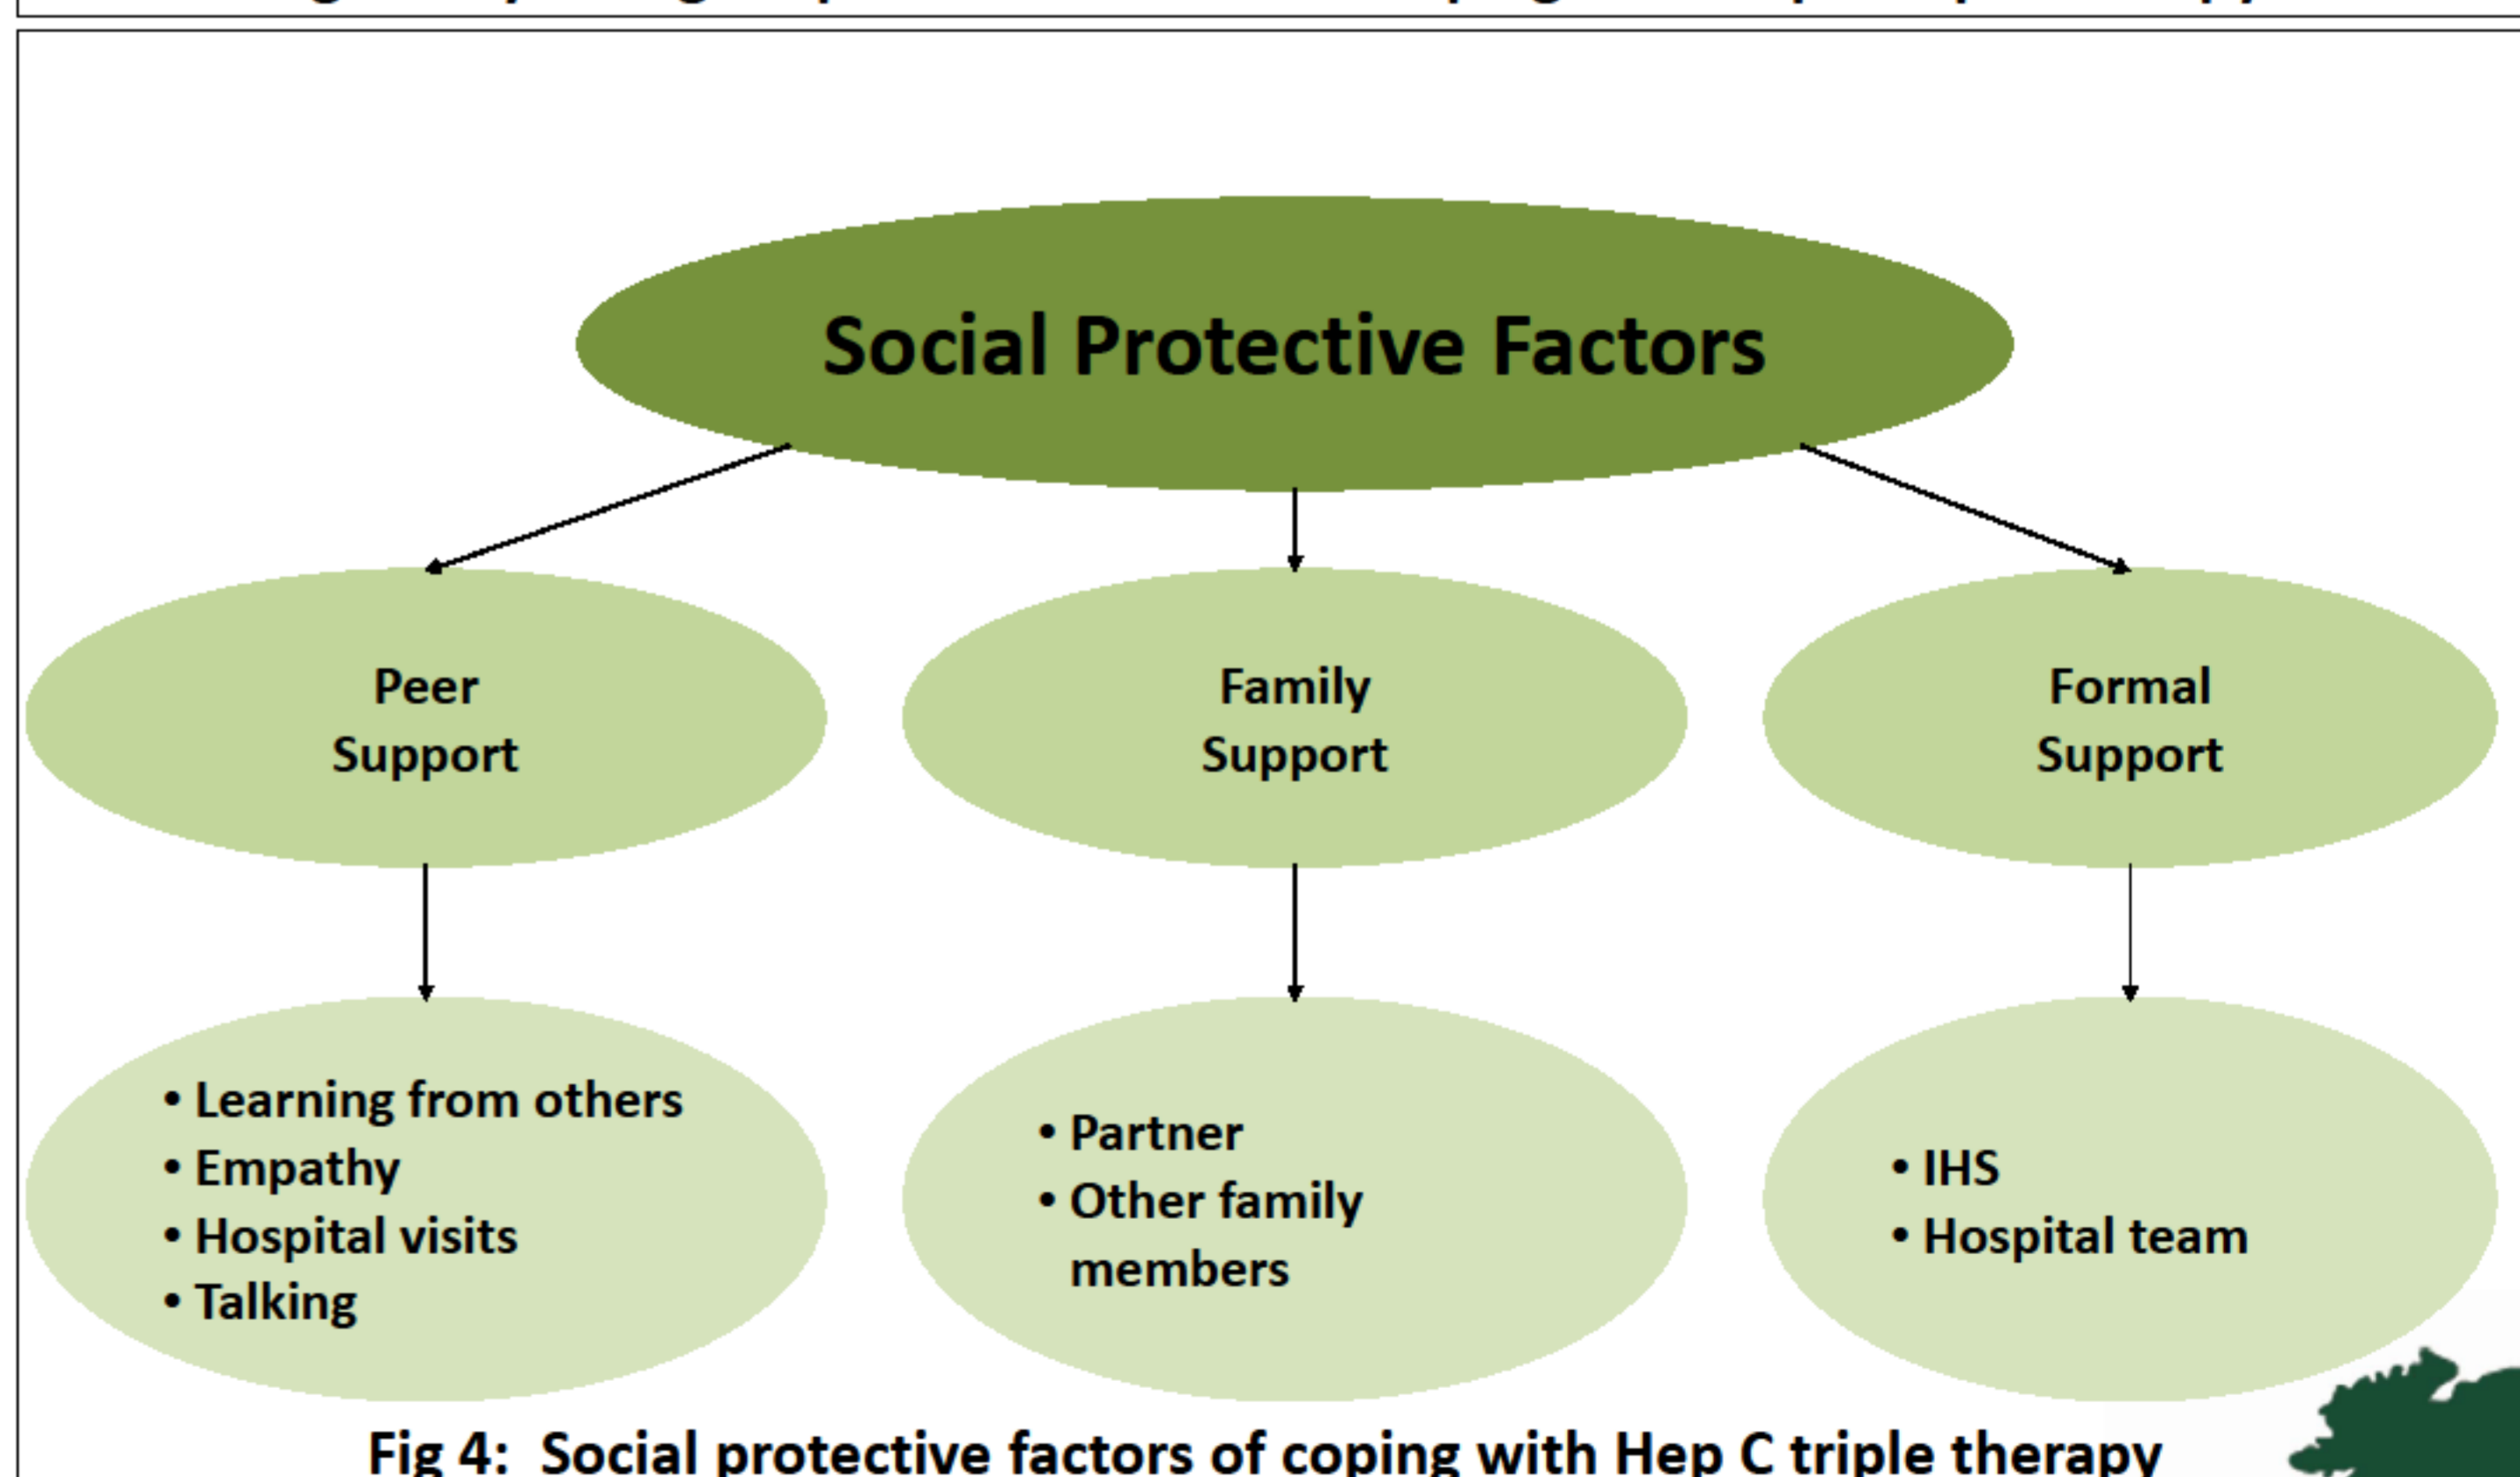 Social Protective Factors
Peer
Support
Family
Support
Formal
Support
• Learning from others
• Empathy
• Hospital visits
• Talking
• Partner
• Other family
members
• IHS
• Hospital team
Fig 4:  Social protective factors of coping with Hep C triple therapy